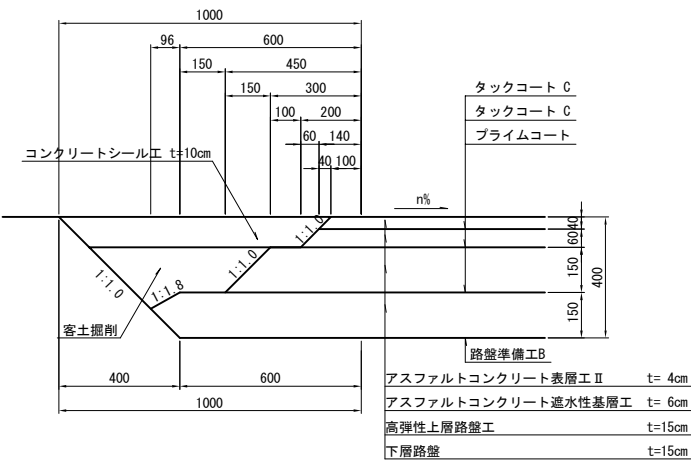 1000
96 600
150 450
150 300
100 200
60 140
40 100
タックコート C
タックコート C
プライムコート
コンクリートシール工 t=10cm
n%
1:1.0
1:1.0
1:1.8
1:1.0
客土掘削
40
60
150
150
400
路盤準備工B
400 600
1000
アスファルトコンクリート表層工Ⅱ t= 4cm
アスファルトコンクリート遮水性基層工 t= 6cm
高弾性上層路盤工 t=15cm
下層路盤 t=15cm